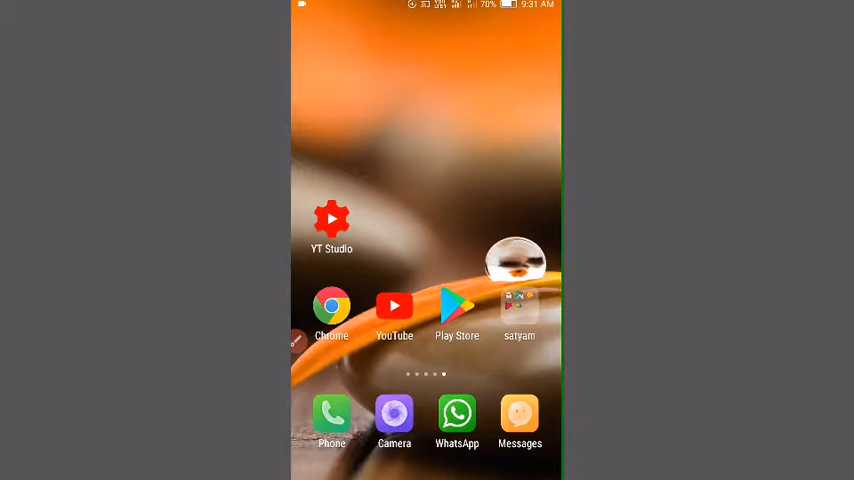 70% 9:31 AM
YT Studio
Chrome YouTube Play Store satyam
Phone Camera WhatsApp Messages